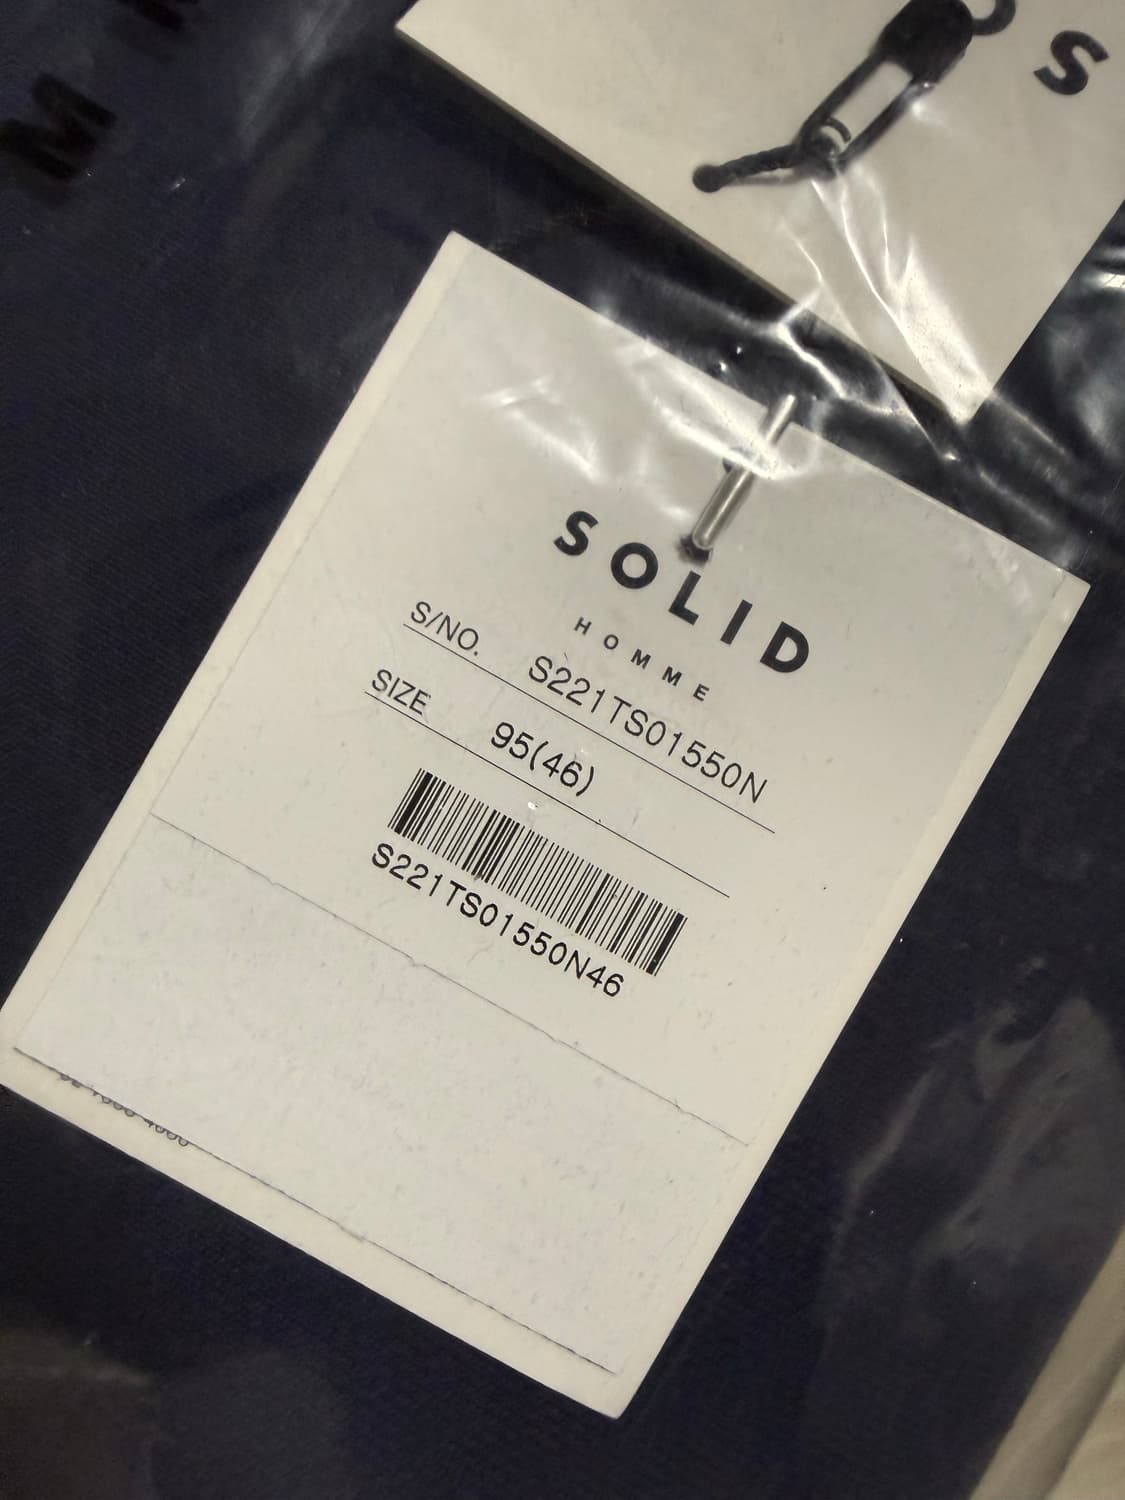 S
SOLID
HOMME
S/NO. S221TS01550N
SIZE 95(46)
S221TS01550N46